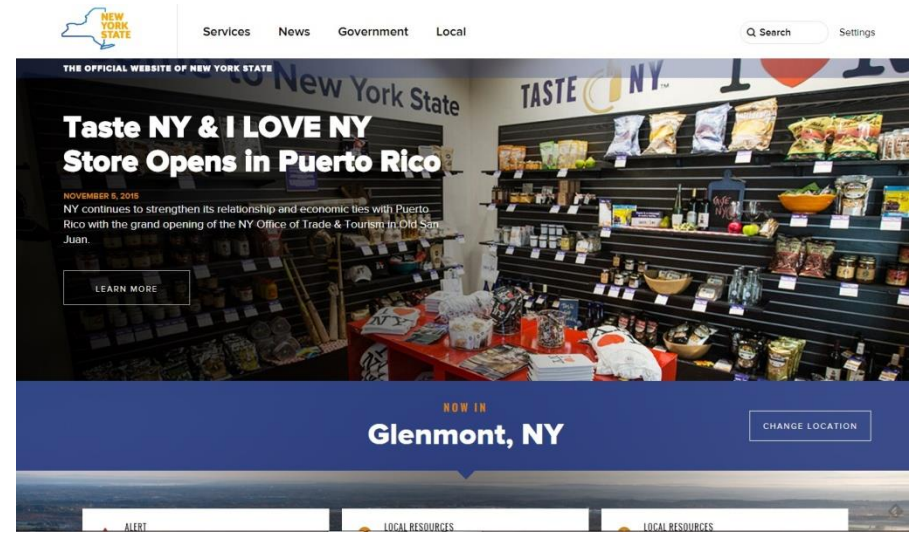 NEW
YORK
STATE
Services
News
Government
Local
Search
Settings
THE OFFICIAL WEBSITE OF NEW YORK STATE
to New York State
TASTE NY™
I
Taste NY & I LOVE NY
Store Opens in Puerto Rico
NOVEMBER 5, 2015
NY continues to strengthen its relationship and economic ties with Puerto
Rico with the grand opening of the NY Office of Trade & Tourism in Old San
Juan.
LEARN MORE
NOW IN
Glenmont, NY
CHANGE LOCATION
ALERT
LOCAL RESOURCES
LOCAL RESOURCES